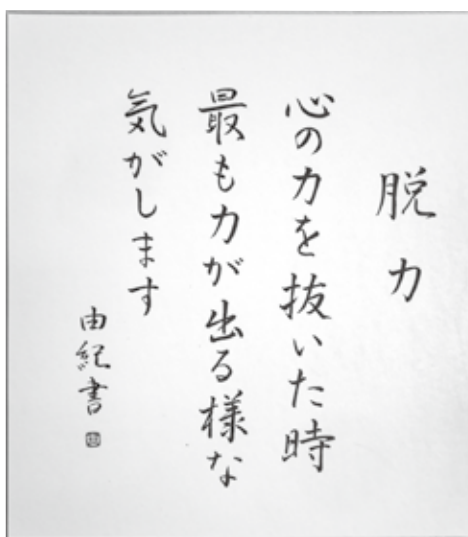 脱力
心の力を抜いた時
最も力が出る様な
気がします
由紀書